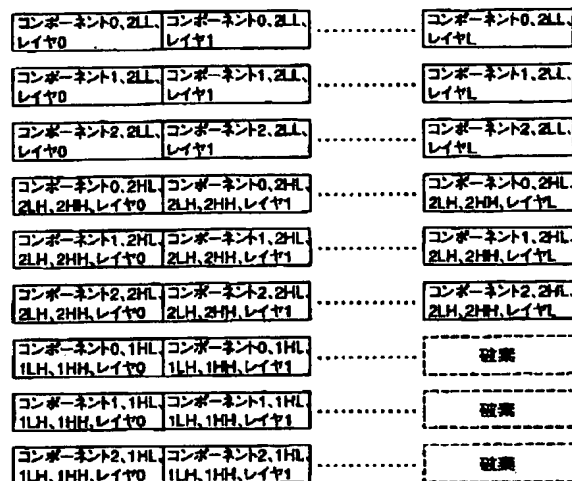 コンポーネント0、2LL、 コンポーネント0、2LL、 コンポーネント0、2LL、
レイヤ0 レイヤ1 ‥‥‥‥ レイヤL
コンポーネント1、2LL、 コンポーネント1、2LL、 コンポーネント1、2LL、
レイヤ0 レイヤ1 ‥‥‥‥ レイヤL
コンポーネント2、2LL、 コンポーネント2、2LL、 コンポーネント2、2LL、
レイヤ0 レイヤ1 ‥‥‥‥ レイヤL
コンポーネント0、2HL、 コンポーネント0、2HL、 コンポーネント0、2HL、
2LH、2HH、レイヤ0 2LH、2HH、レイヤ1 ‥‥‥‥ 2LH、2HH、レイヤL
コンポーネント1、2HL、 コンポーネント1、2HL、 コンポーネント1、2HL、
2LH、2HH、レイヤ0 2LH、2HH、レイヤ1 ‥‥‥‥ 2LH、2HH、レイヤL
コンポーネント2、2HL、 コンポーネント2、2HL、 コンポーネント2、2HL、
2LH、2HH、レイヤ0 2LH、2HH、レイヤ1 ‥‥‥‥ 2LH、2HH、レイヤL
コンポーネント0、1HL、 コンポーネント0、1HL、
1LH、1HH、レイヤ0 1LH、1HH、レイヤ1 ‥‥‥‥ 破棄
コンポーネント1、1HL、 コンポーネント1、1HL、
1LH、1HH、レイヤ0 1LH、1HH、レイヤ1 ‥‥‥‥ 破棄
コンポーネント2、1HL、 コンポーネント2、1HL、
1LH、1HH、レイヤ0 1LH、1HH、レイヤ1 ‥‥‥‥ 破棄